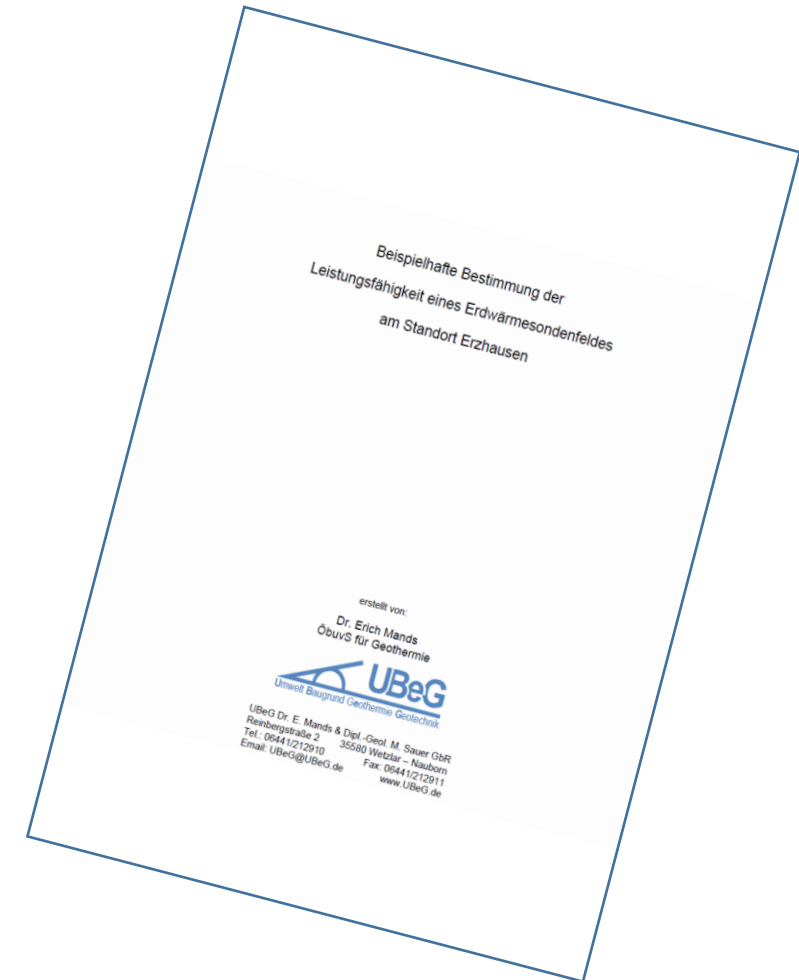 Beispielhafte Bestimmung der
Leistungsfähigkeit eines Erdwärmesondenfeldes
am Standort Erzhausen
erstellt von:
Dr. Erich Mands
ÖbuvS für Geothermie
UBeG
Umwelt Baugrund Geothermie Geotechnik
UBeG Dr. E. Mands & Dipl.-Geol. M. Sauer GbR
Reinbergstraße 2 35580 Wetzlar – Nauborn
Tel.: 06441/212910 Fax: 06441/212911
Email: UBeG@UBeG.de www.UBeG.de